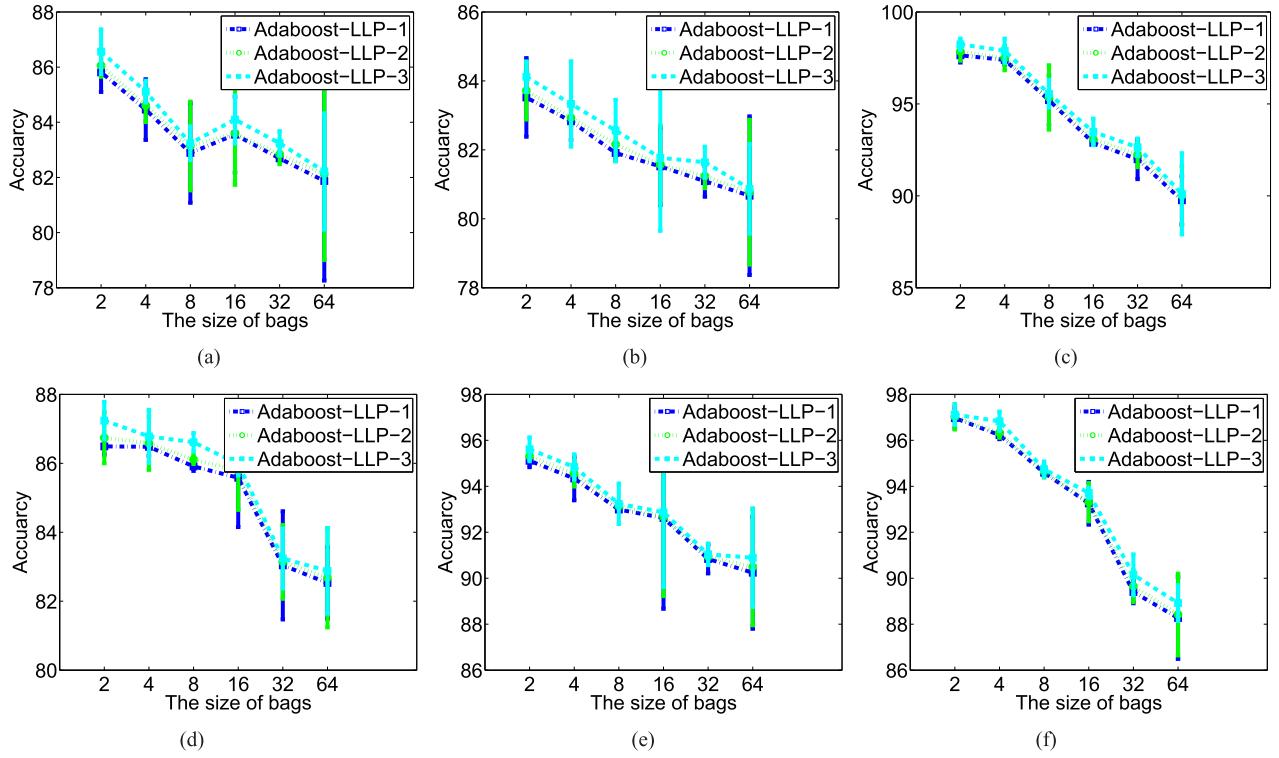 88
86
84
82
80
78
Accuarcy
Adaboost-LLP-1
Adaboost-LLP-2
Adaboost-LLP-3
2 4 8 16 32 64
The size of bags
(a)
86
84
82
80
78
Accuarcy
Adaboost-LLP-1
Adaboost-LLP-2
Adaboost-LLP-3
2 4 8 16 32 64
The size of bags
(b)
100
95
90
85
Accuarcy
Adaboost-LLP-1
Adaboost-LLP-2
Adaboost-LLP-3
2 4 8 16 32 64
The size of bags
(c)
88
86
84
82
80
Accuarcy
Adaboost-LLP-1
Adaboost-LLP-2
Adaboost-LLP-3
2 4 8 16 32 64
The size of bags
(d)
98
96
94
92
90
88
86
Accuarcy
Adaboost-LLP-1
Adaboost-LLP-2
Adaboost-LLP-3
2 4 8 16 32 64
The size of bags
(e)
98
96
94
92
90
88
86
Accuarcy
Adaboost-LLP-1
Adaboost-LLP-2
Adaboost-LLP-3
2 4 8 16 32 64
The size of bags
(f)